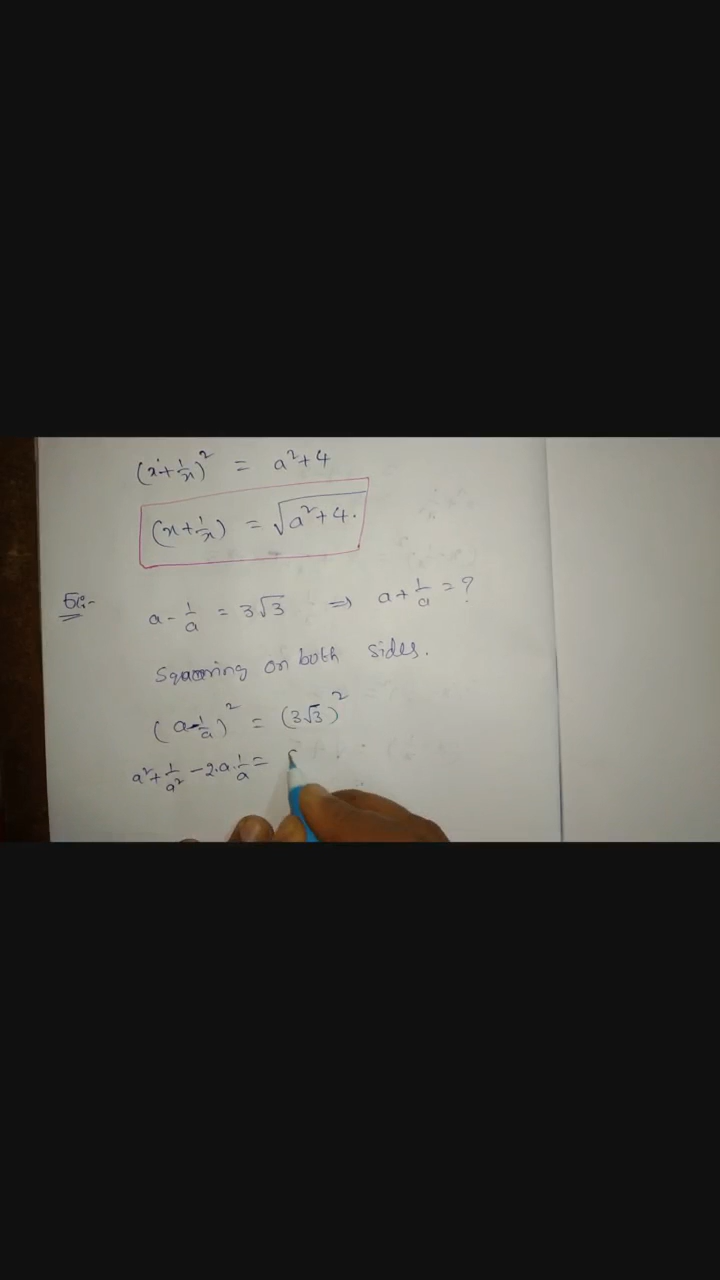 (x+1/x)² = a²+4
(x+1/x) = √a²+4.
a - 1/a = 3√3 ⇒ a + 1/a = ?
Squaring on both sides.
(a-1/a)² = (3√3)²
a²+1/a² -2.a.1/a =